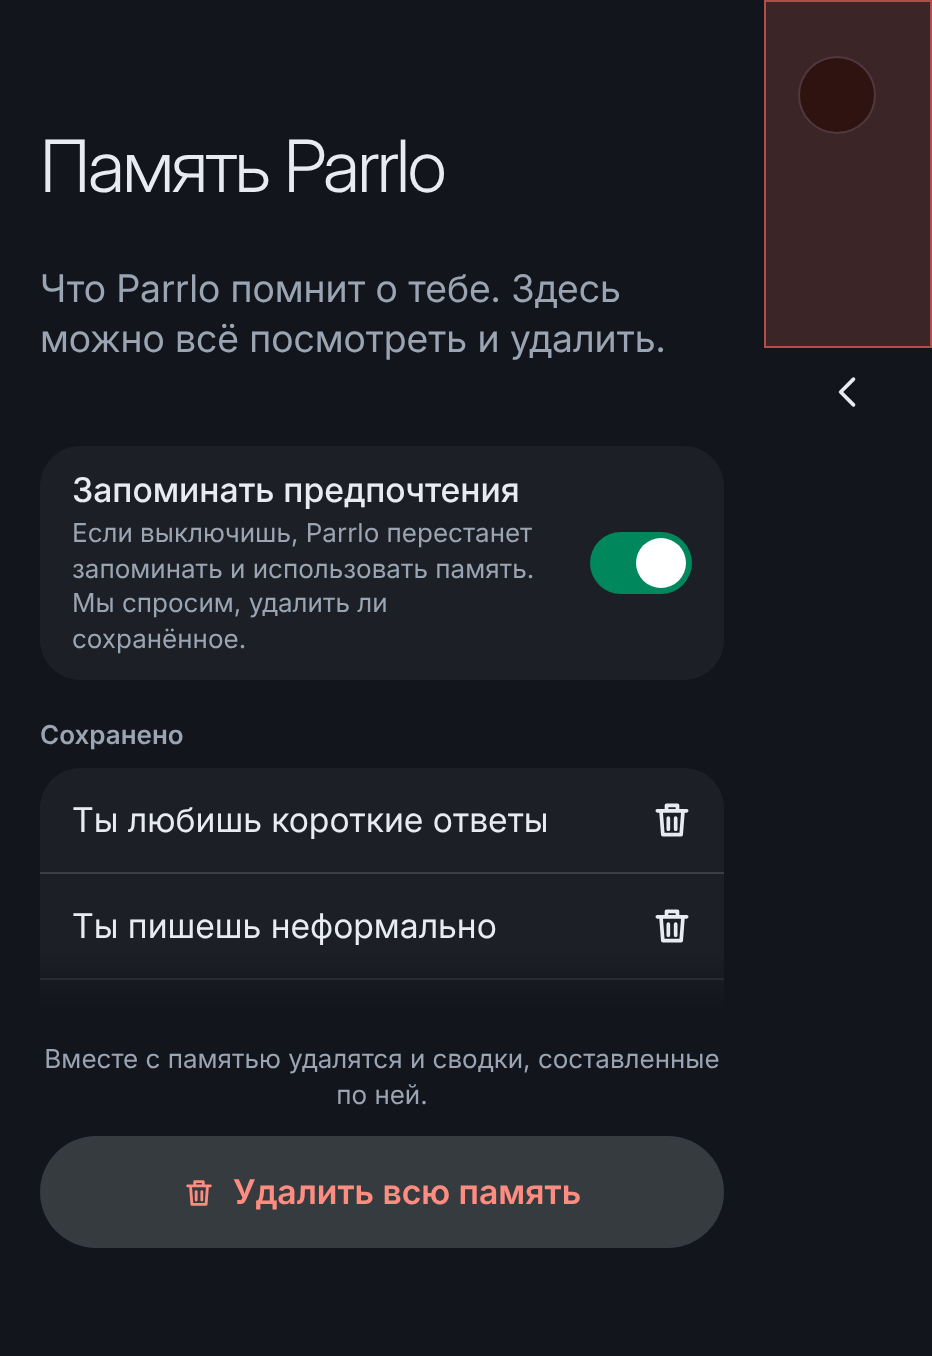 Память Parrlo
Что Parrlo помнит о тебе. Здесь
можно всё посмотреть и удалить.
Запоминать предпочтения
Если выключишь, Parrlo перестанет
запоминать и использовать память.
Мы спросим, удалить ли
сохранённое.
Сохранено
Ты любишь короткие ответы
Ты пишешь неформально
Вместе с памятью удалятся и сводки, составленные
по ней.
Удалить всю память